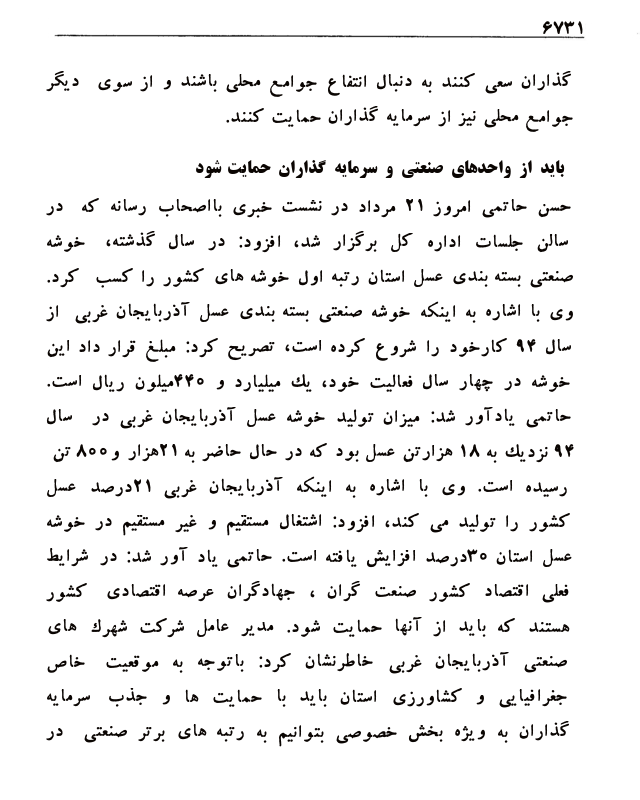 ۶۷۳۱
گذاران سعی کنند به دنبال انتفاع جوامع محلی باشند و از سوی دیگر
جوامع محلی نیز از سرمایه گذاران حمایت کنند.
باید از واحدهای صنعتی و سرمایه گذاران حمایت شود
حسن حاتمی امروز ۲۱ مرداد در نشست خبری بااصحاب رسانه که در
سالن جلسات اداره کل برگزار شد، افزود: در سال گذشته، خوشه
صنعتی بسته بندی عسل استان رتبه اول خوشه های کشور را کسب کرد.
وی با اشاره به اینکه خوشه صنعتی بسته بندی عسل آذربایجان غربی از
سال ۹۴ کارخود را شروع کرده است، تصریح کرد: مبلغ قرار داد این
خوشه در چهار سال فعالیت خود، یك میلیارد و ۴۴۰میلون ریال است.
حاتمی یادآور شد: میزان تولید خوشه عسل آذربایجان غربی در سال
۹۴ نزدیك به ۱۸ هزارتن عسل بود که در حال حاضر به ۲۱هزار و۸۰۰ تن
رسیده است. وی با اشاره به اینکه آذربایجان غربی ۲۱درصد عسل
کشور را تولید می کند، افزود: اشتغال مستقیم و غیر مستقیم در خوشه
عسل استان ۳۰درصد افزایش یافته است. حاتمی یاد آور شد: در شرایط
فعلی اقتصاد کشور صنعت گران ، جهادگران عرصه اقتصادی کشور
هستند که باید از آنها حمایت شود. مدیر عامل شرکت شهرك های
صنعتی آذربایجان غربی خاطرنشان کرد: باتوجه به موقعیت خاص
جغرافیایی و کشاورزی استان باید با حمایت ها و جذب سرمایه
گذاران به ویژه بخش خصوصی بتوانیم به رتبه های برتر صنعتی در